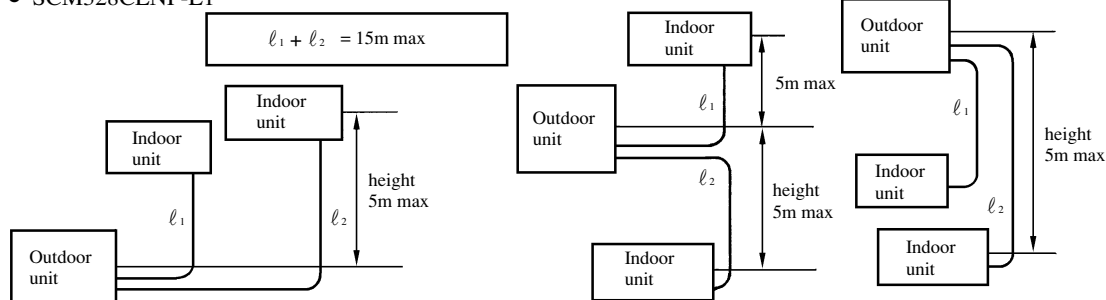 ℓ₁ + ℓ₂ = 15m max
Indoor
unit
Indoor
unit
ℓ₁
ℓ₂
height
5m max
Outdoor
unit
Indoor
unit
5m max
ℓ₁
Outdoor
unit
ℓ₂
height
5m max
Indoor
unit
Outdoor
unit
ℓ₁
height
5m max
Indoor
unit
ℓ₂
Indoor
unit